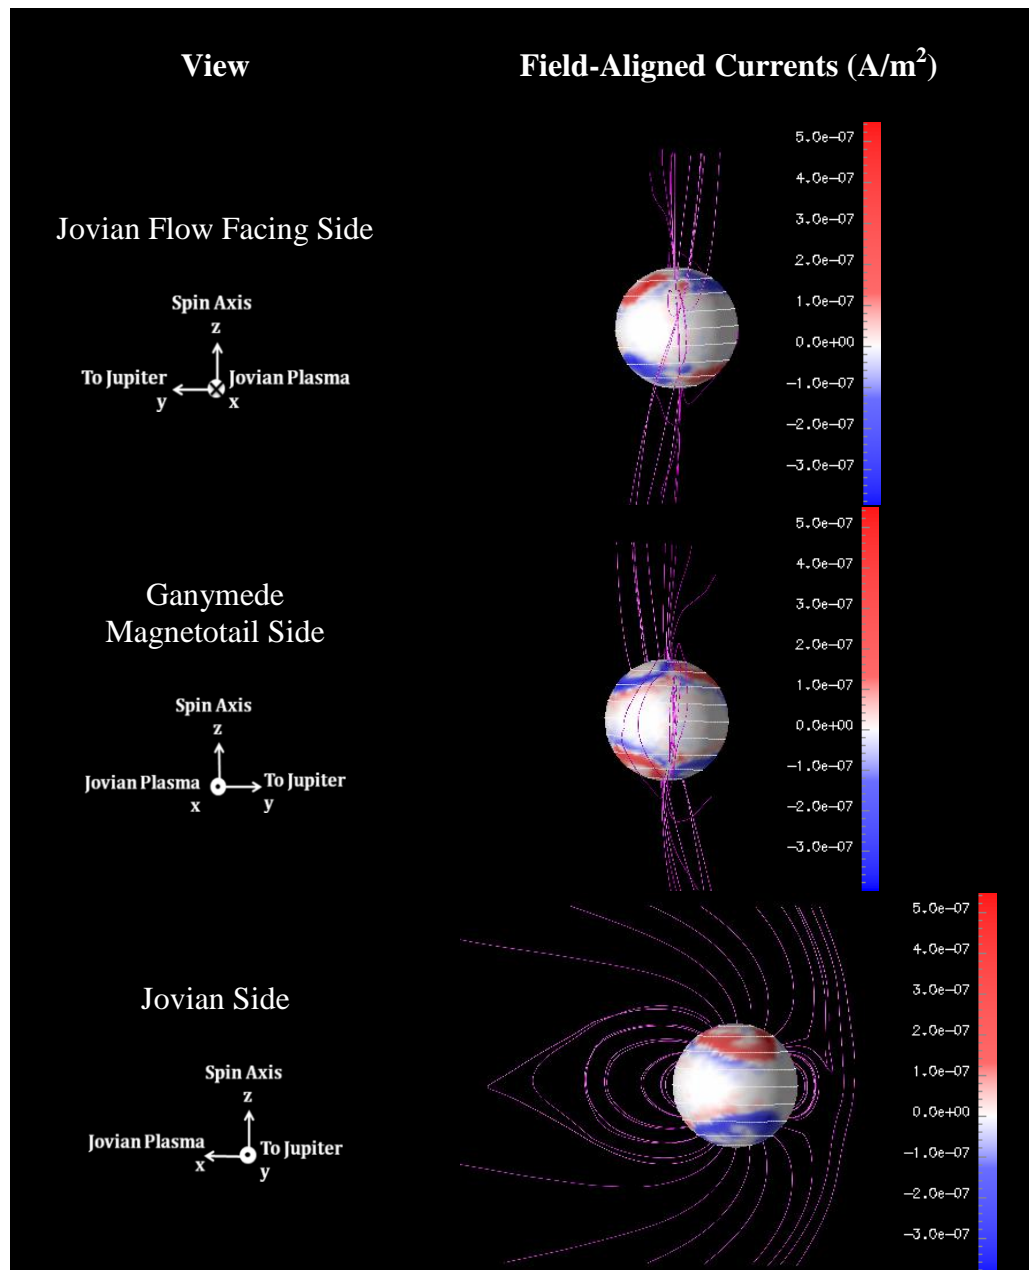 View
Field-Aligned Currents (A/m²)
5.0e-07
4.0e-07
3.0e-07
2.0e-07
1.0e-07
0.0e+00
-1.0e-07
-2.0e-07
-3.0e-07
Jovian Flow Facing Side
Spin Axis
z
To Jupiter
Jovian Plasma
y
x
5.0e-07
4.0e-07
3.0e-07
2.0e-07
1.0e-07
0.0e+00
-1.0e-07
-2.0e-07
-3.0e-07
Ganymede
Magnetotail Side
Spin Axis
z
Jovian Plasma
To Jupiter
x
y
5.0e-07
4.0e-07
3.0e-07
2.0e-07
1.0e-07
0.0e+00
-1.0e-07
-2.0e-07
-3.0e-07
Jovian Side
Spin Axis
z
Jovian Plasma
To Jupiter
x
y